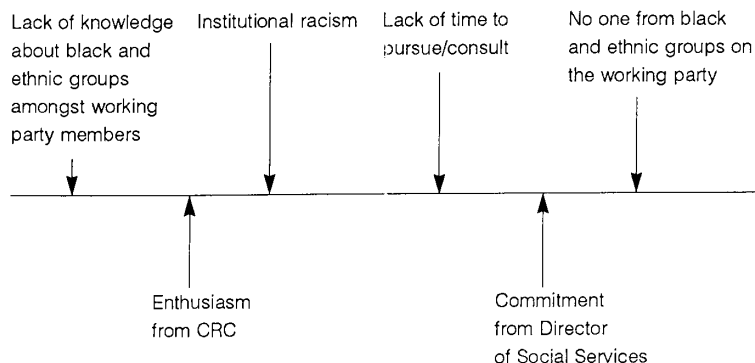 Lack of knowledge
about black and
ethnic groups
amongst working
party members
Institutional racism
Lack of time to
pursue/consult
No one from black
and ethnic groups on
the working party
Enthusiasm
from CRC
Commitment
from Director
of Social Services